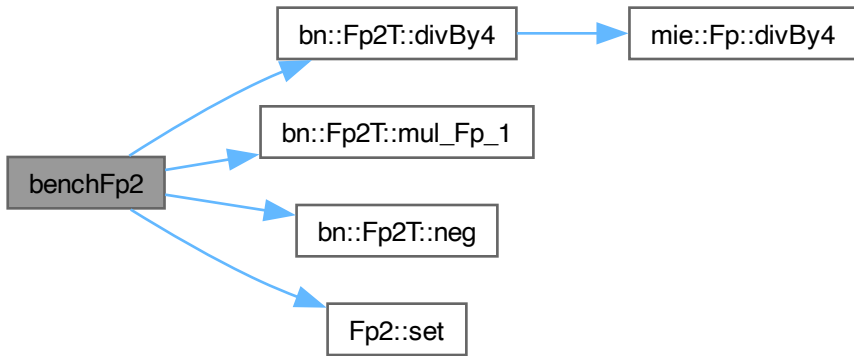 bn::Fp2T::divBy4
mie::Fp::divBy4
bn::Fp2T::mul_Fp_1
benchFp2
bn::Fp2T::neg
Fp2::set